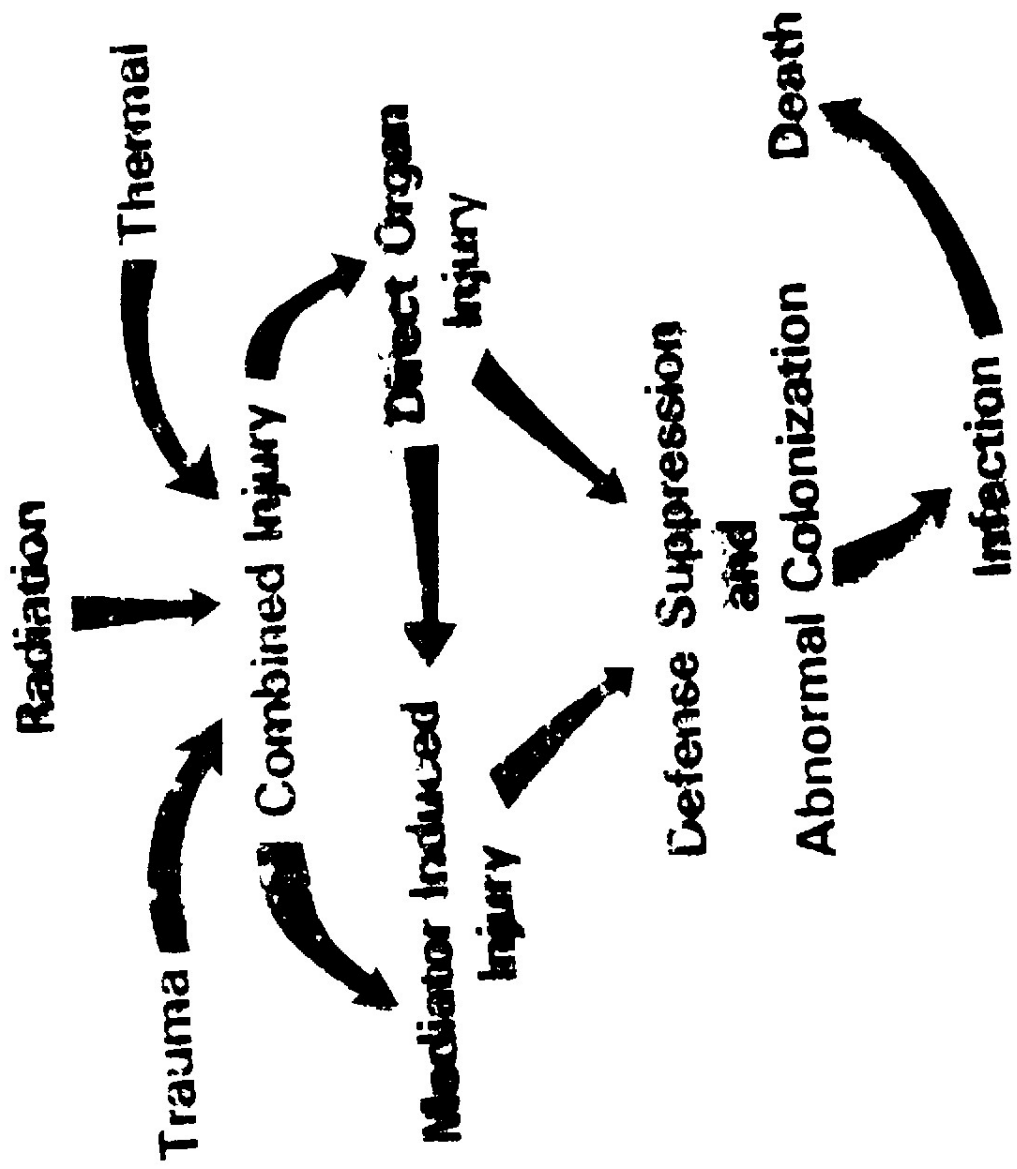 Radiation
Trauma
Thermal
Combined Injury
Mediator Induced
Injury
Direct Organ
Injury
Defense Suppression
and
Abnormal Colonization
Infection
Death